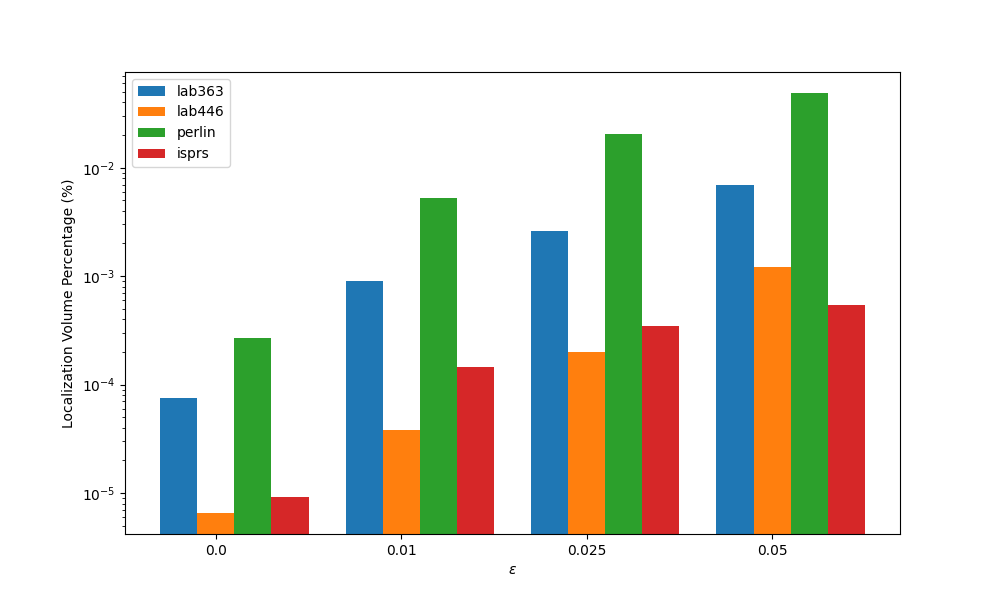 lab363
lab446
perlin
isprs
Localization Volume Percentage (%)
10⁻²
10⁻³
10⁻⁴
10⁻⁵
0.0 0.01 0.025 0.05
ε